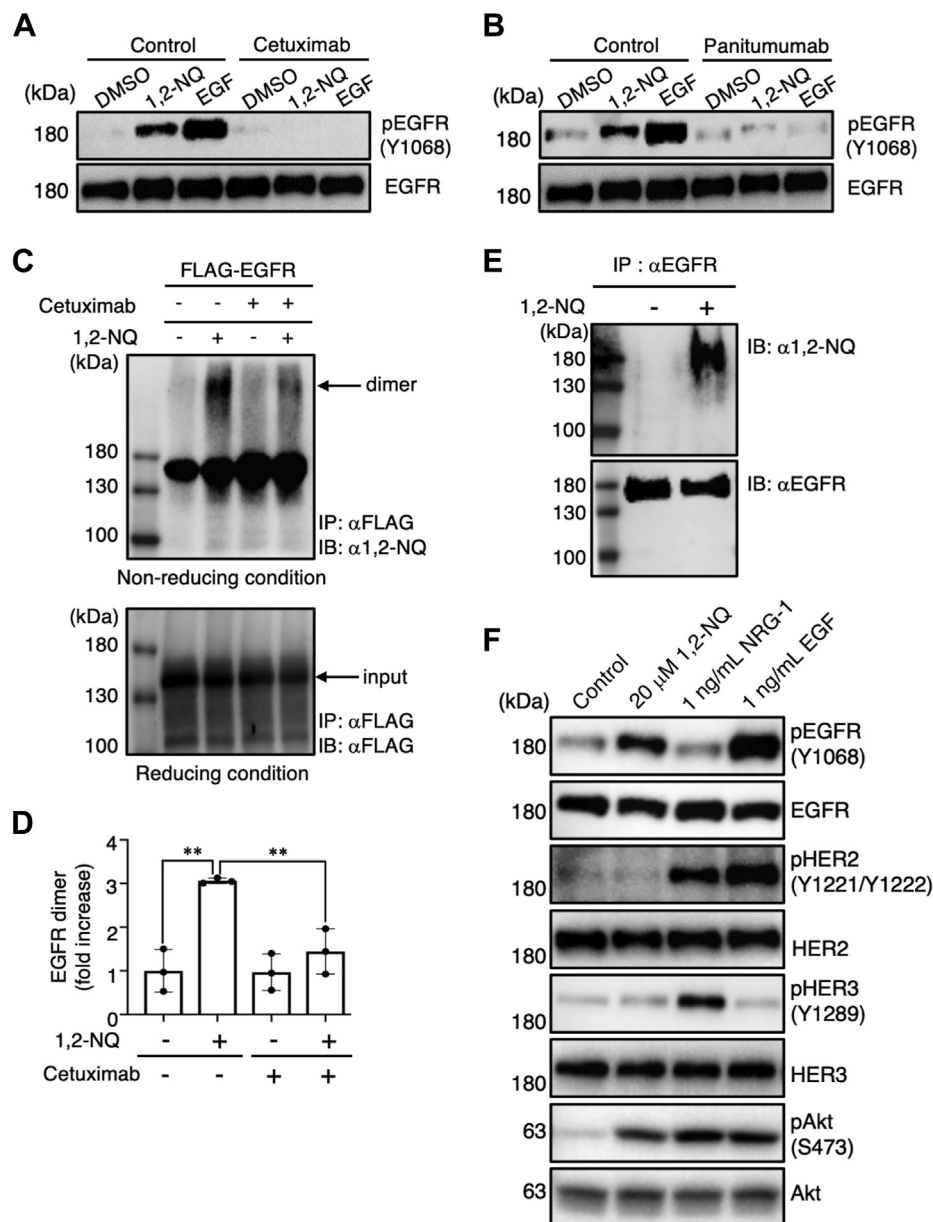 A
Control Cetuximab
(kDa) DMSO 1,2-NQ EGF DMSO 1,2-NQ EGF
180 pEGFR
(Y1068)
180 EGFR
B
Control Panitumumab
(kDa) DMSO 1,2-NQ EGF DMSO 1,2-NQ EGF
180 pEGFR
(Y1068)
180 EGFR
C
FLAG-EGFR
Cetuximab - - + +
1,2-NQ - + - +
(kDa)
dimer
180
130
100
IP: αFLAG
IB: α1,2-NQ
Non-reducing condition
(kDa)
180
input
130
IP: αFLAG
100 IB: αFLAG
Reducing condition
D
EGFR dimer
(fold increase)
4
3
2
1
0
** **
1,2-NQ - + - +
Cetuximab - - + +
E
IP : αEGFR
1,2-NQ - +
(kDa)
180 IB: α1,2-NQ
130
100
180 IB: αEGFR
130
100
F
(kDa) Control 20 μM 1,2-NQ 1 ng/mL NRG-1 1 ng/mL EGF
180 pEGFR
(Y1068)
180 EGFR
180 pHER2
(Y1221/Y1222)
180 HER2
180 pHER3
(Y1289)
180 HER3
63 pAkt
(S473)
63 Akt